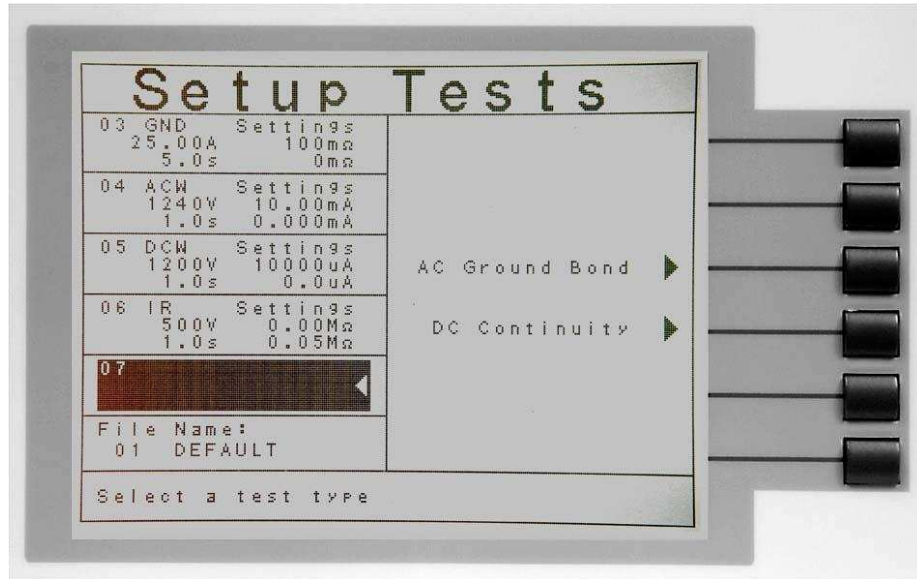 Setup Tests
03 GND Settings
25.00A 100mΩ
5.0s 0mΩ
04 ACW Settings
1240V 10.00mA
1.0s 0.000mA
05 DCW Settings
1200V 10000uA
1.0s 0.0uA
06 IR Settings
500V 0.00MΩ
1.0s 0.05MΩ
07
File Name:
01 DEFAULT
AC Ground Bond
DC Continuity
Select a test type